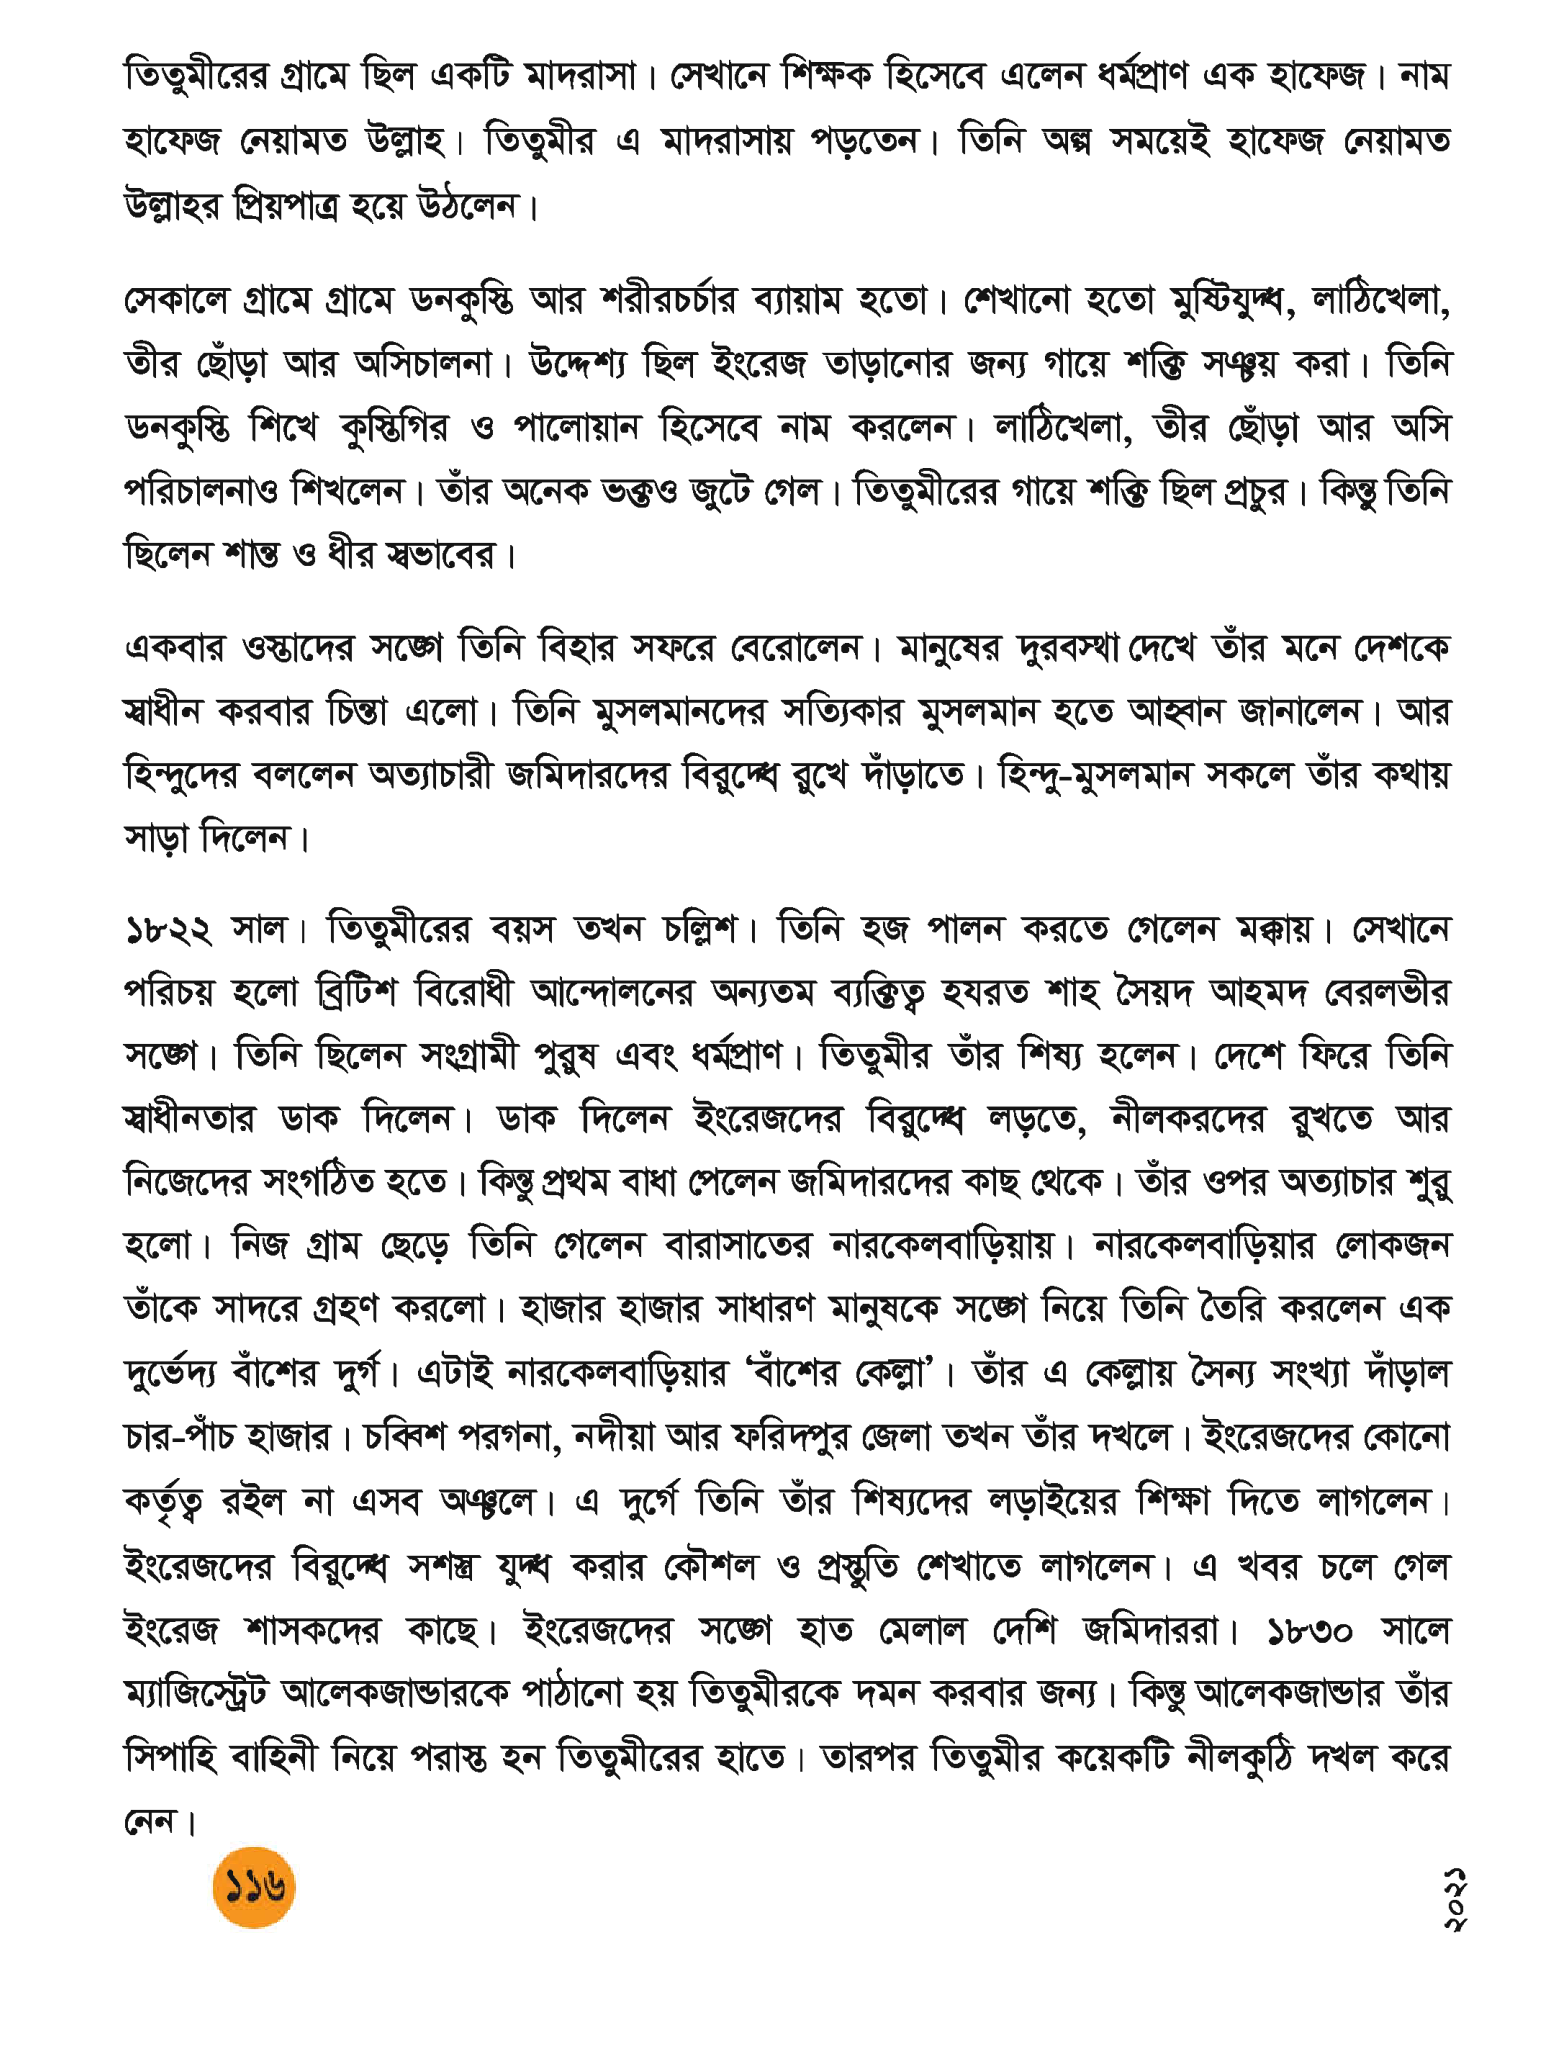 তিতুমীরের গ্রামে ছিল একটি মাদরাসা। সেখানে শিক্ষক হিসেবে এলেন ধর্মপ্রাণ এক হাফেজ। নাম
হাফেজ নেয়ামত উল্লাহ। তিতুমীর এ মাদরাসায় পড়তেন। তিনি অল্প সময়েই হাফেজ নেয়ামত
উল্লাহর প্রিয়পাত্র হয়ে উঠলেন।
সেকালে গ্রামে গ্রামে ডনকুস্তি আর শরীরচর্চার ব্যায়াম হতো। শেখানো হতো মুষ্টিযুদ্ধ, লাঠিখেলা,
তীর ছোঁড়া আর অসিচালনা। উদ্দেশ্য ছিল ইংরেজ তাড়ানোর জন্য গায়ে শক্তি সঞ্চয় করা। তিনি
ডনকুস্তি শিখে কুস্তিগির ও পালোয়ান হিসেবে নাম করলেন। লাঠিখেলা, তীর ছোঁড়া আর অসি
পরিচালনাও শিখলেন। তাঁর অনেক ভক্তও জুটে গেল। তিতুমীরের গায়ে শক্তি ছিল প্রচুর। কিন্তু তিনি
ছিলেন শান্ত ও ধীর স্বভাবের।
একবার ওস্তাদের সঙ্গে তিনি বিহার সফরে বেরোলেন। মানুষের দুরবস্থা দেখে তাঁর মনে দেশকে
স্বাধীন করবার চিন্তা এলো। তিনি মুসলমানদের সত্যিকার মুসলমান হতে আহ্বান জানালেন। আর
হিন্দুদের বললেন অত্যাচারী জমিদারদের বিরুদ্ধে রুখে দাঁড়াতে। হিন্দু-মুসলমান সকলে তাঁর কথায়
সাড়া দিলেন।
১৮২২ সাল। তিতুমীরের বয়স তখন চল্লিশ। তিনি হজ পালন করতে গেলেন মক্কায়। সেখানে
পরিচয় হলো ব্রিটিশ বিরোধী আন্দোলনের অন্যতম ব্যক্তিত্ব হযরত শাহ সৈয়দ আহমদ বেরলভীর
সঙ্গে। তিনি ছিলেন সংগ্রামী পুরুষ এবং ধর্মপ্রাণ। তিতুমীর তাঁর শিষ্য হলেন। দেশে ফিরে তিনি
স্বাধীনতার ডাক দিলেন। ডাক দিলেন ইংরেজদের বিরুদ্ধে লড়তে, নীলকরদের রুখতে আর
নিজেদের সংগঠিত হতে। কিন্তু প্রথম বাধা পেলেন জমিদারদের কাছ থেকে। তাঁর ওপর অত্যাচার শুরু
হলো। নিজ গ্রাম ছেড়ে তিনি গেলেন বারাসাতের নারকেলবাড়িয়ায়। নারকেলবাড়িয়ার লোকজন
তাঁকে সাদরে গ্রহণ করলো। হাজার হাজার সাধারণ মানুষকে সঙ্গে নিয়ে তিনি তৈরি করলেন এক
দুর্ভেদ্য বাঁশের দুর্গ। এটাই নারকেলবাড়িয়ার ‘বাঁশের কেল্লা’। তাঁর এ কেল্লায় সৈন্য সংখ্যা দাঁড়াল
চার-পাঁচ হাজার। চব্বিশ পরগনা, নদীয়া আর ফরিদপুর জেলা তখন তাঁর দখলে। ইংরেজদের কোনো
কর্তৃত্ব রইল না এসব অঞ্চলে। এ দুর্গে তিনি তাঁর শিষ্যদের লড়াইয়ের শিক্ষা দিতে লাগলেন।
ইংরেজদের বিরুদ্ধে সশস্ত্র যুদ্ধ করার কৌশল ও প্রস্তুতি শেখাতে লাগলেন। এ খবর চলে গেল
ইংরেজ শাসকদের কাছে। ইংরেজদের সঙ্গে হাত মেলাল দেশি জমিদাররা। ১৮৩০ সালে
ম্যাজিস্ট্রেট আলেকজান্ডারকে পাঠানো হয় তিতুমীরকে দমন করবার জন্য। কিন্তু আলেকজান্ডার তাঁর
সিপাহি বাহিনী নিয়ে পরাস্ত হন তিতুমীরের হাতে। তারপর তিতুমীর কয়েকটি নীলকুঠি দখল করে
নেন।
১১৬
২০২১